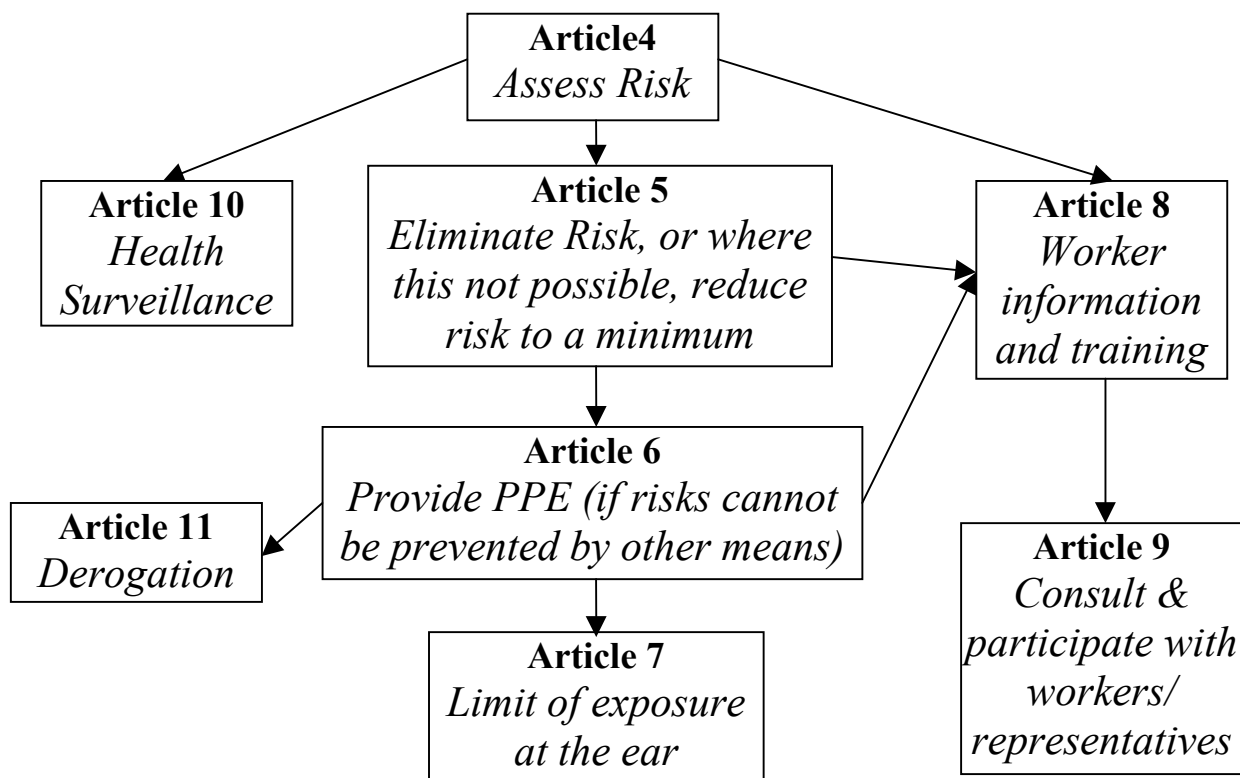 Article4
Assess Risk
Article 10
Health
Surveillance
Article 5
Eliminate Risk, or where
this not possible, reduce
risk to a minimum
Article 8
Worker
information
and training
Article 11
Derogation
Article 6
Provide PPE (if risks cannot
be prevented by other means)
Article 9
Consult &
participate with
workers/
representatives
Article 7
Limit of exposure
at the ear